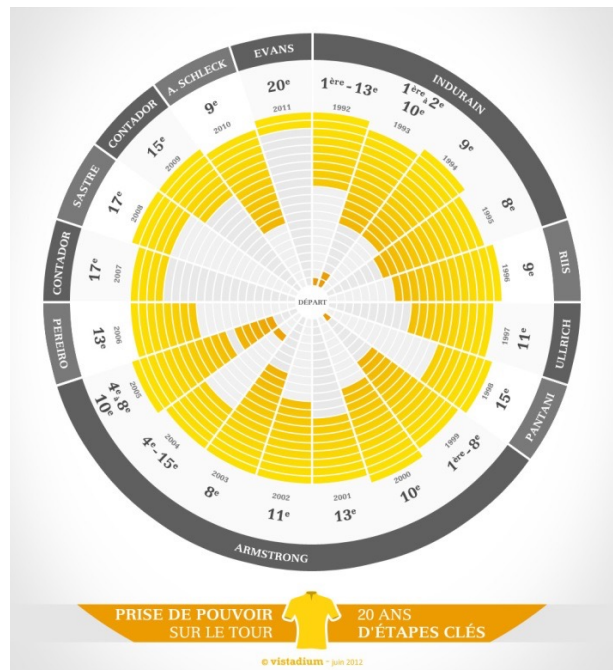 EVANS
INDURAIN
RIIS
ULLRICH
PANTANI
ARMSTRONG
PEREIRO
CONTADOR
SASTRE
CONTADOR
A. SCHLECK
1ère - 13e
1992
1ère à 2e
10e
1993
9e
1994
8e
1995
9e
1996
11e
1997
15e
1998
1ère - 8e
1999
10e
2000
13e
2001
11e
2002
8e
2003
4e - 15e
2004
4e à 8e
10e
2005
13e
2006
17e
2007
17e
2008
15e
2009
9e
2010
20e
2011
DÉPART
PRISE DE POUVOIR
SUR LE TOUR
20 ANS
D'ÉTAPES CLÉS
© vistadium - juin 2012